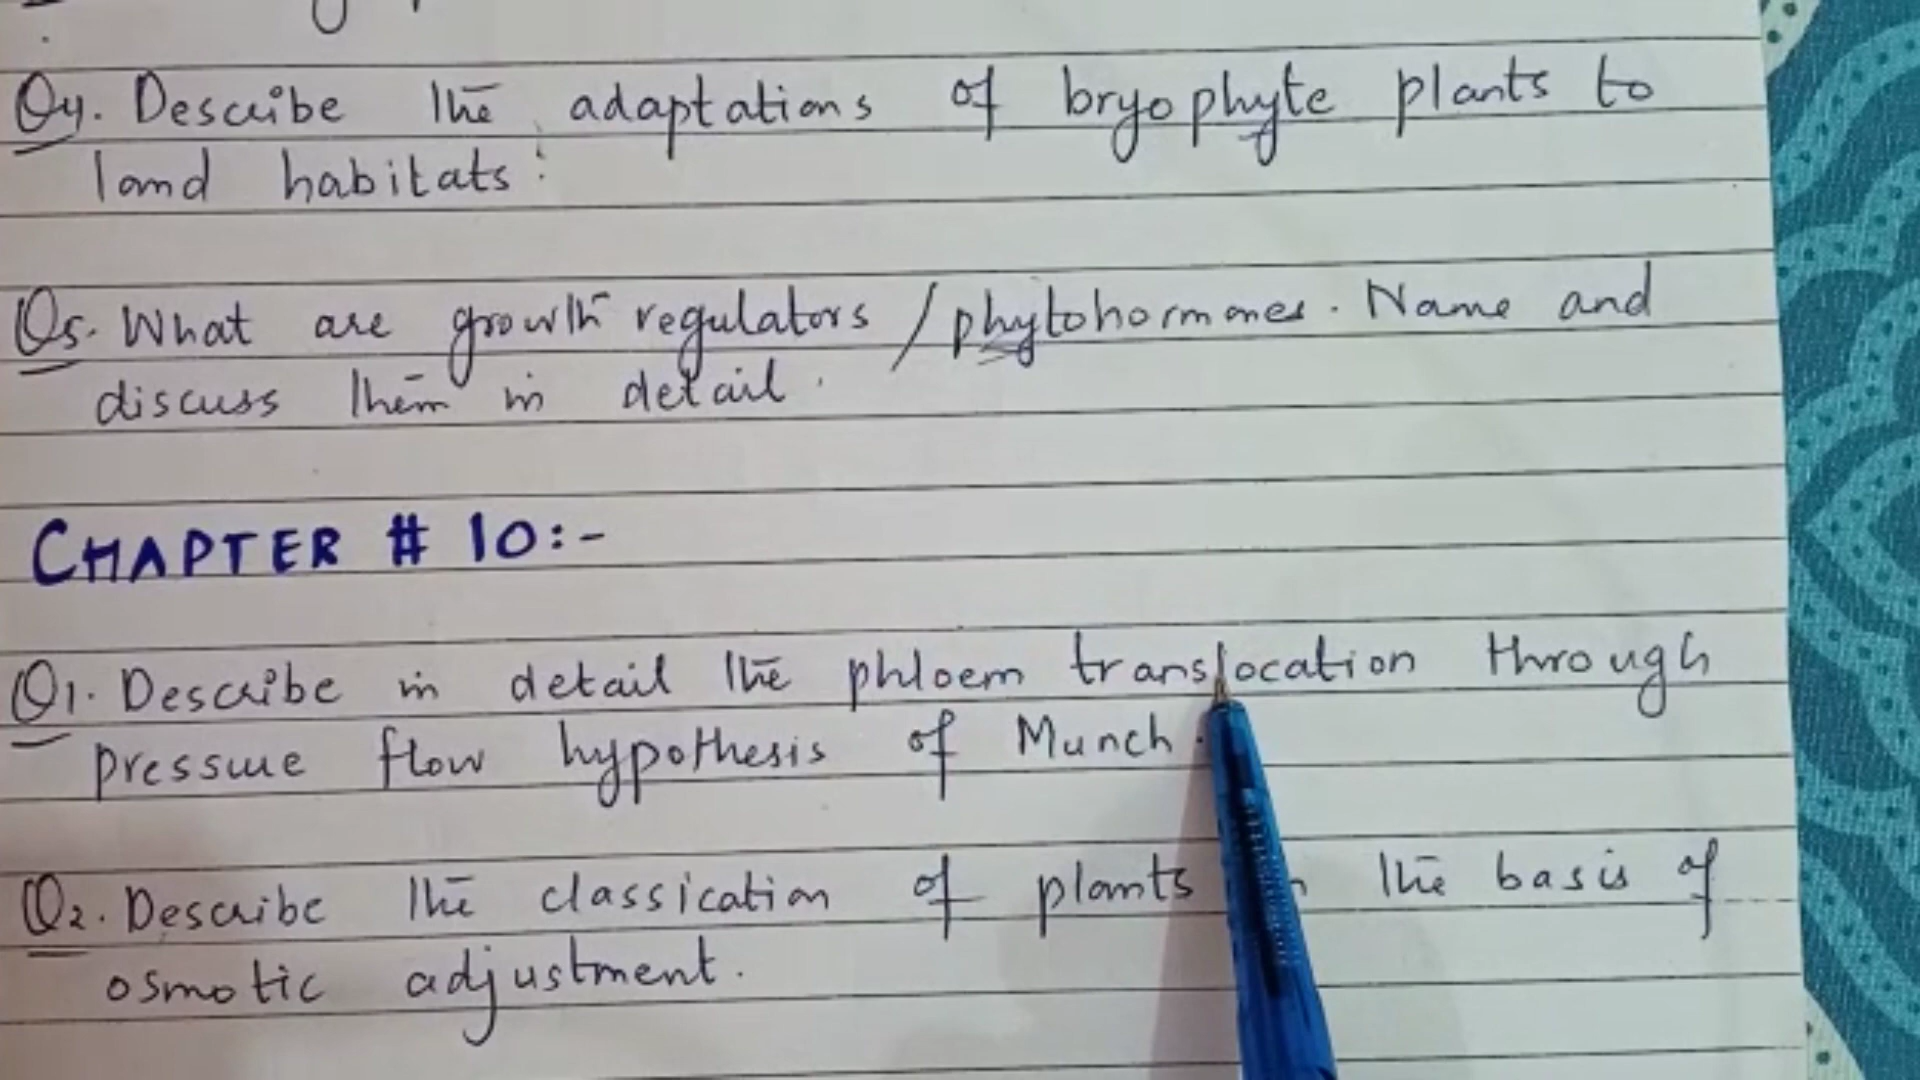 Q4. Describe the adaptations of bryophyte plants to
land habitats.
Q5. What are growth regulators / phytohormones. Name and
discuss them in detail.
CHAPTER # 10:-
Q1. Describe in detail the phloem translocation through
pressure flow hypothesis of Munch.
Q2. Describe the classication of plants the basis of
osmotic adjustment.